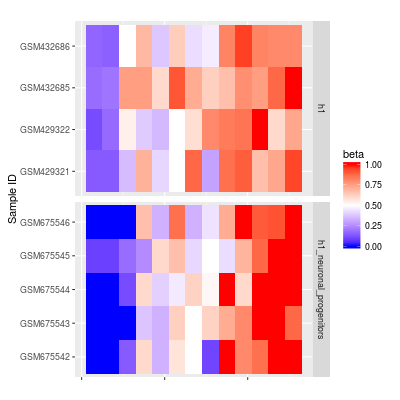 GSM432686
GSM432685
GSM429322
GSM429321
h1
GSM675546
GSM675545
GSM675544
GSM675543
GSM675542
h1_neuronal_progenitors
Sample ID
beta
1.00
0.75
0.50
0.25
0.00